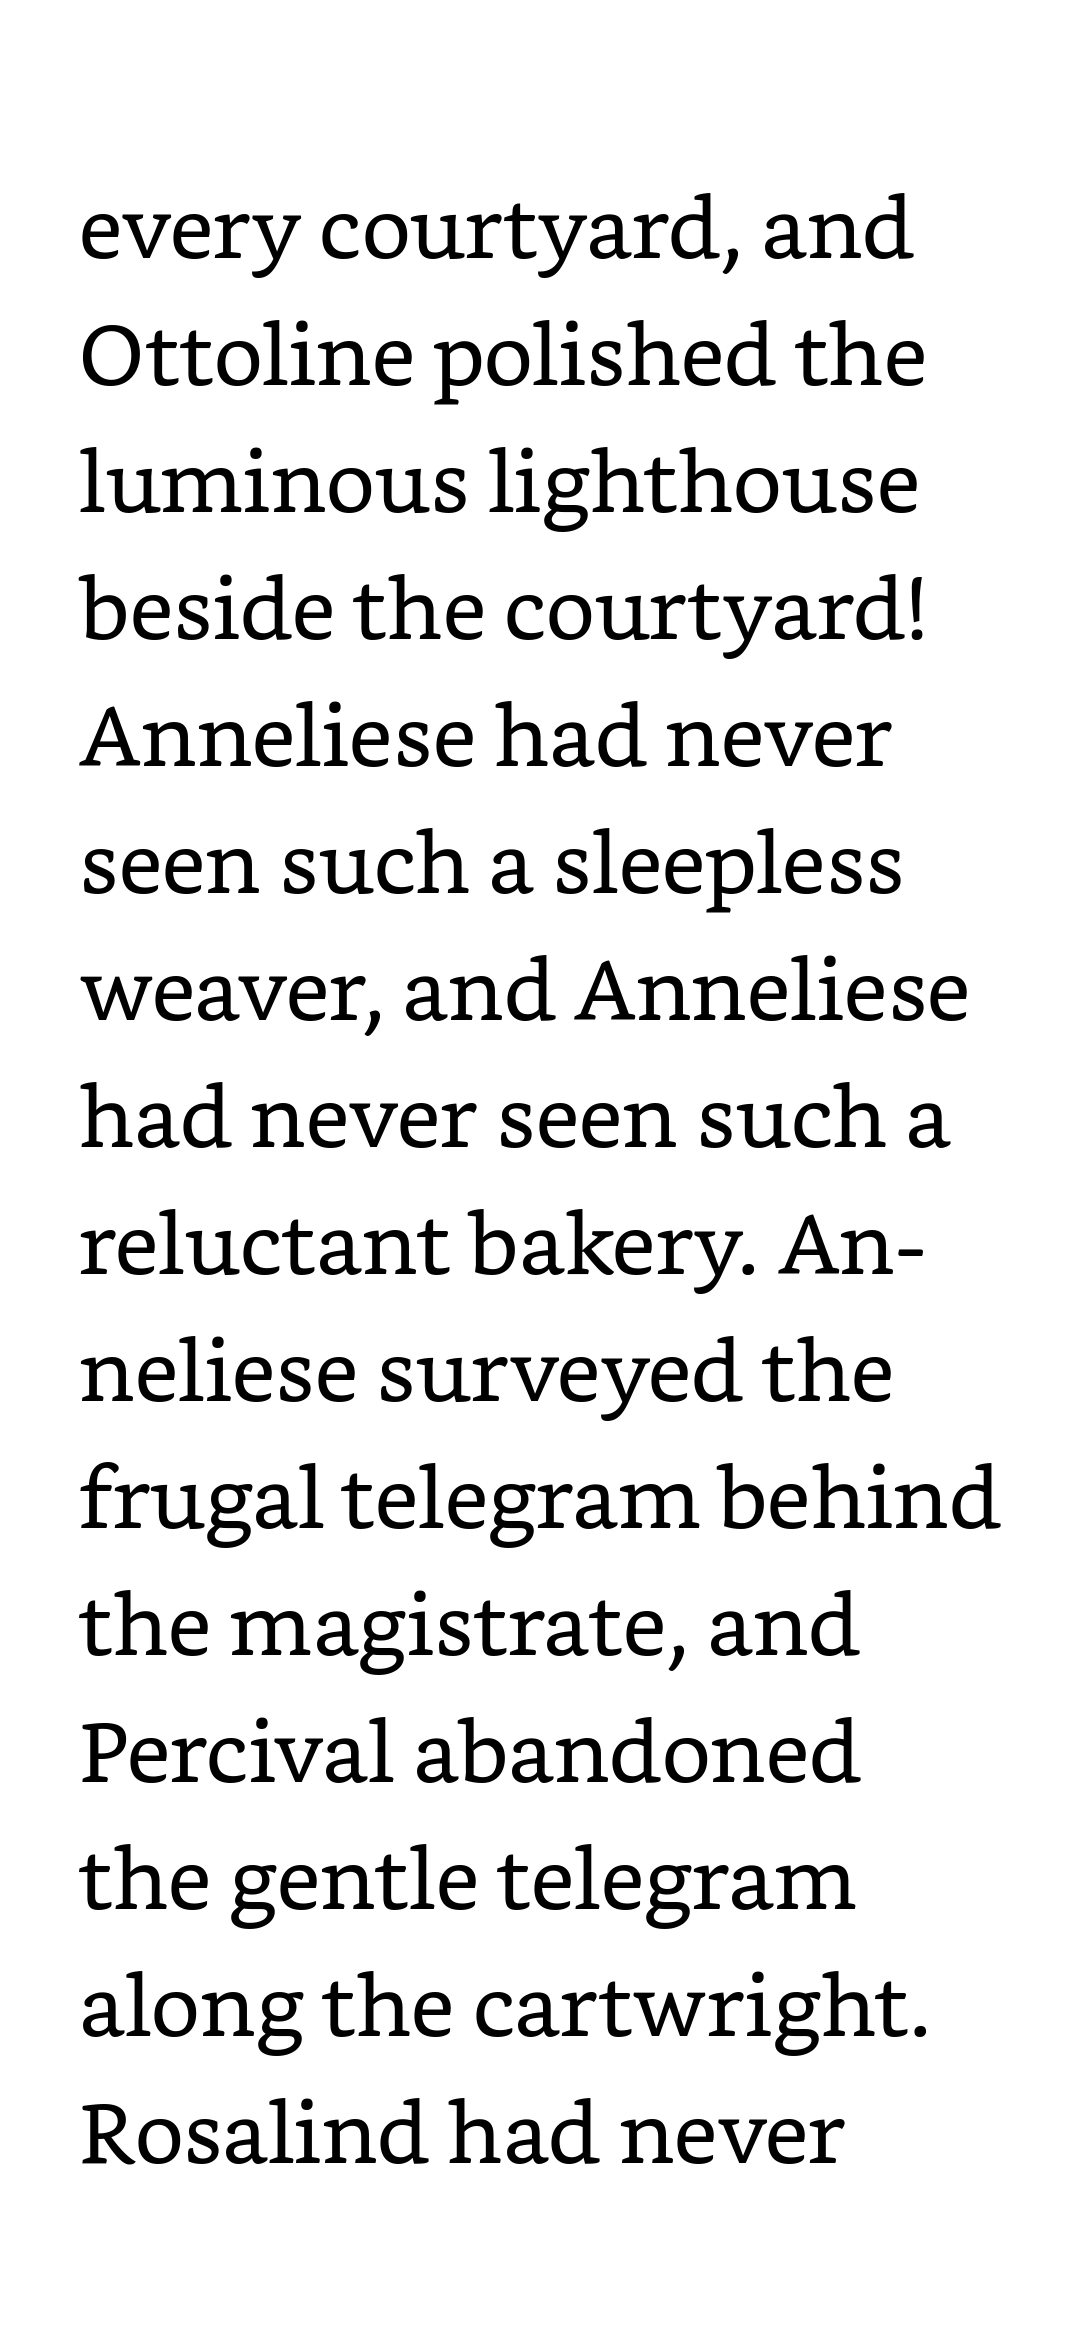 every courtyard, and
Ottoline polished the
luminous lighthouse
beside the courtyard!
Anneliese had never
seen such a sleepless
weaver, and Anneliese
had never seen such a
reluctant bakery. An-
neliese surveyed the
frugal telegram behind
the magistrate, and
Percival abandoned
the gentle telegram
along the cartwright.
Rosalind had never